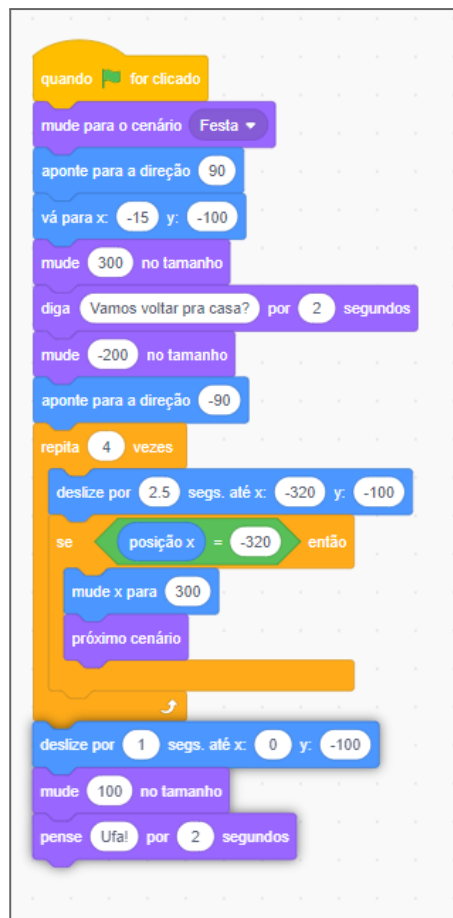 quando for clicado
mude para o cenário Festa
aponte para a direção 90
vá para x: -15 y: -100
mude 300 no tamanho
diga Vamos voltar pra casa? por 2 segundos
mude -200 no tamanho
aponte para a direção -90
repita 4 vezes
deslize por 2.5 segs. até x: -320 y: -100
se posição x = -320 então
mude x para 300
próximo cenário
deslize por 1 segs. até x: 0 y: -100
mude 100 no tamanho
pense Ufa! por 2 segundos